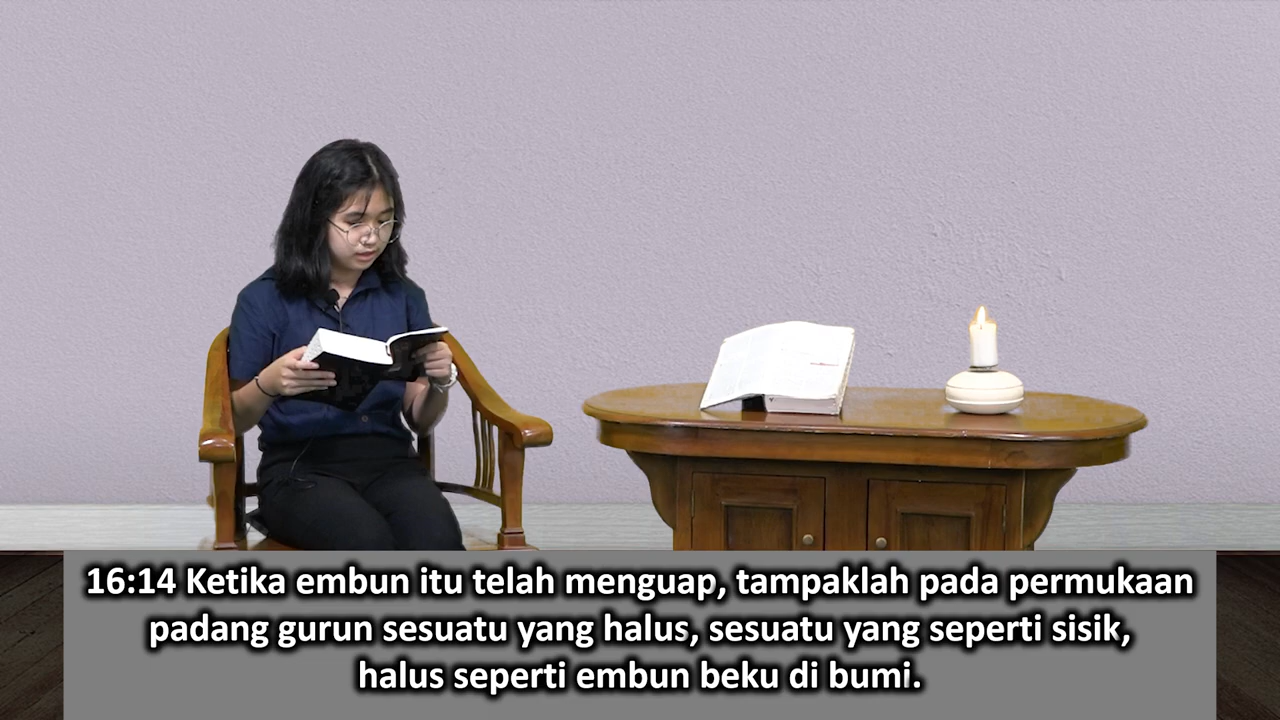 16:14 Ketika embun itu telah menguap, tampaklah pada permukaan
padang gurun sesuatu yang halus, sesuatu yang seperti sisik,
halus seperti embun beku di bumi.